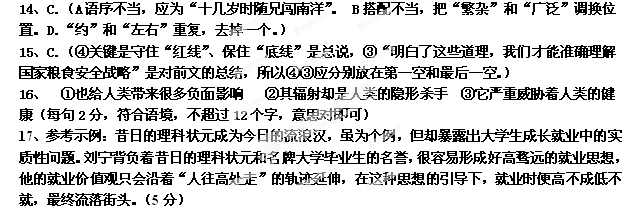 14、C.（A语序不当，应为“十几岁时随兄闯南洋”。 B搭配不当，把“繁杂”和“广泛”调换位
置。D.“约”和“左右”重复，去掉一个。）
15、C.（④关键是守住“红线”、保住“底线”是总说，③“明白了这些道理，我们才能准确理解
国家粮食安全战略”是对前文的总结，所以④③应分别放在第一空和最后一空。）
16、 ①也给人类带来很多负面影响 ②其辐射却是人类的隐形杀手 ③它严重威胁着人类的健
康（每句2分，符合语境，不超过12个字，意思对即可）
17、参考示例：昔日的理科状元成为今日的流浪汉，虽为个例，但却暴露出大学生成长就业中的实
质性问题。刘宁背负着昔日的理科状元和名牌大学毕业生的名誉，很容易形成好高骛远的就业思想，
他的就业价值观只会沿着“人往高处走”的轨迹延伸，在这种思想的引导下，就业时便高不成低不
就，最终流落街头。（5分）